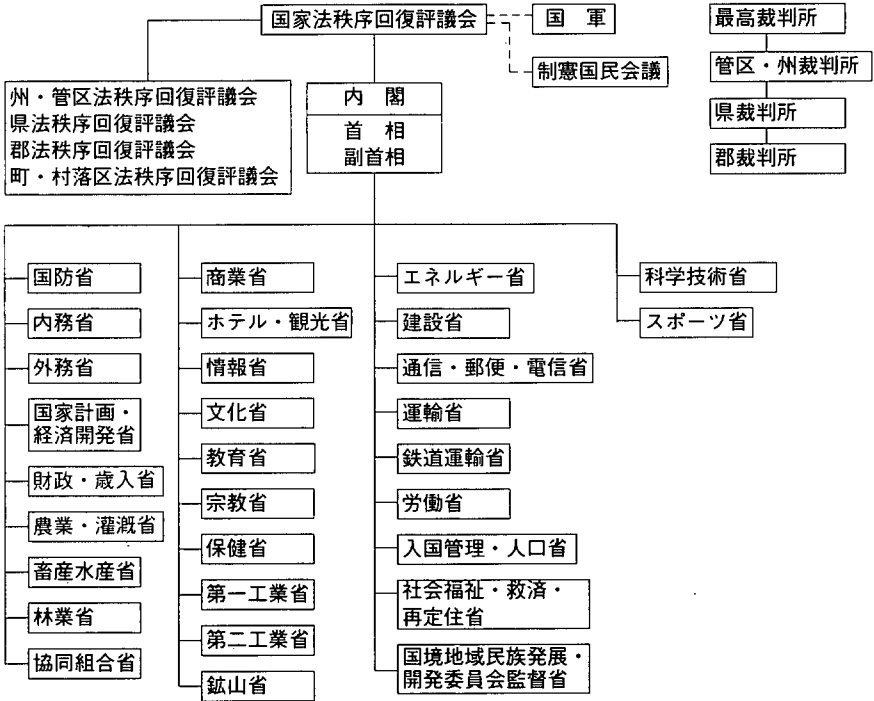 国家法秩序回復評議会
国　軍
制憲国民会議
最高裁判所
管区・州裁判所
県裁判所
郡裁判所
州・管区法秩序回復評議会
県法秩序回復評議会
郡法秩序回復評議会
町・村落区法秩序回復評議会
内　閣
首　相
副首相
国防省
内務省
外務省
国家計画・
経済開発省
財政・歳入省
農業・灌漑省
畜産水産省
林業省
協同組合省
商業省
ホテル・観光省
情報省
文化省
教育省
宗教省
保健省
第一工業省
第二工業省
鉱山省
エネルギー省
建設省
通信・郵便・電信省
運輸省
鉄道運輸省
労働省
入国管理・人口省
社会福祉・救済・
再定住省
国境地域民族発展・
開発委員会監督省
科学技術省
スポーツ省